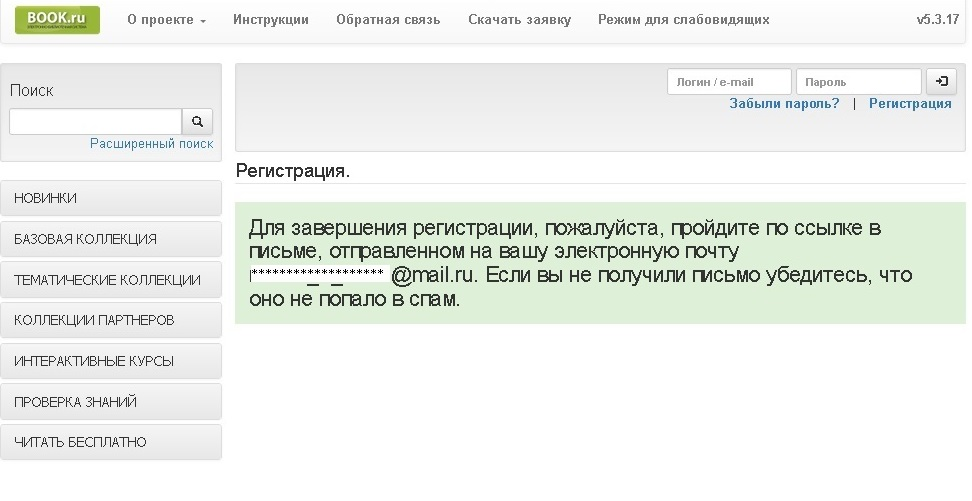 BOOK.ru
О проекте
Инструкции
Обратная связь
Скачать заявку
Режим для слабовидящих
v5.3.17
Поиск
Расширенный поиск
Логин / e-mail
Пароль
Забыли пароль? | Регистрация
НОВИНКИ
БАЗОВАЯ КОЛЛЕКЦИЯ
ТЕМАТИЧЕСКИЕ КОЛЛЕКЦИИ
КОЛЛЕКЦИИ ПАРТНЕРОВ
ИНТЕРАКТИВНЫЕ КУРСЫ
ПРОВЕРКА ЗНАНИЙ
ЧИТАТЬ БЕСПЛАТНО
Регистрация.
Для завершения регистрации, пожалуйста, пройдите по ссылке в
письме, отправленном на вашу электронную почту
@mail.ru. Если вы не получили письмо убедитесь, что
оно не попало в спам.